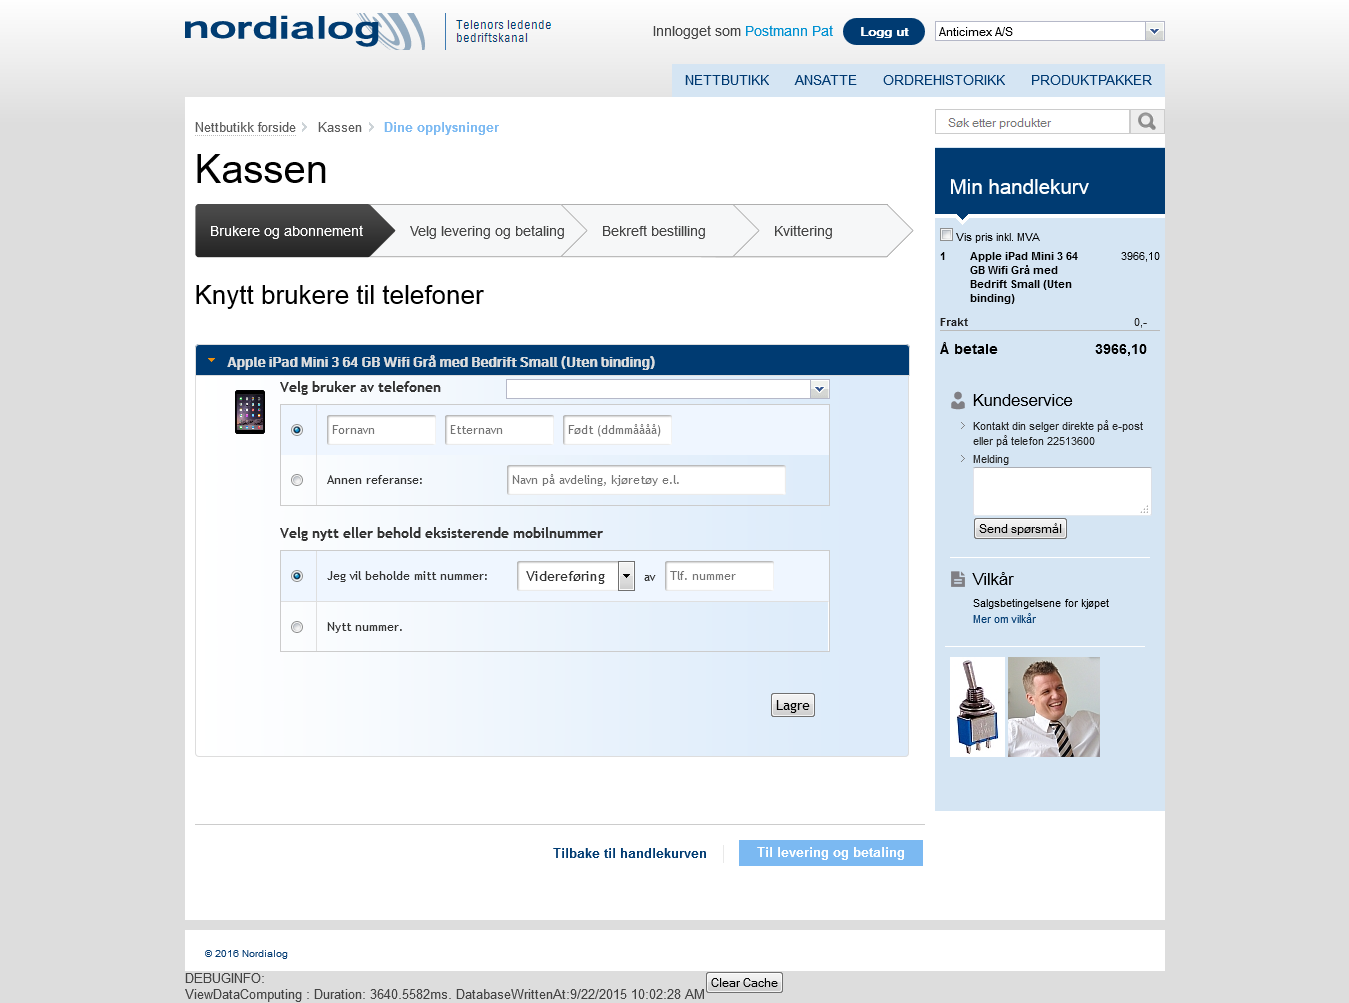 nordialog
Telenors ledende
bedriftskanal
Innlogget som Postmann Pat
Logg ut
Anticimex A/S
NETTBUTIKK
ANSATTE
ORDREHISTORIKK
PRODUKTPAKKER
Nettbutikk forside
Kassen
Dine opplysninger
Søk etter produkter
Kassen
Brukere og abonnement
Velg levering og betaling
Bekreft bestilling
Kvittering
Knytt brukere til telefoner
Apple iPad Mini 3 64 GB Wifi Grå med Bedrift Small (Uten binding)
Velg bruker av telefonen
Fornavn
Etternavn
Født (ddmmåååå)
Annen referanse:
Navn på avdeling, kjøretøy e.l.
Velg nytt eller behold eksisterende mobilnummer
Jeg vil beholde mitt nummer:
Videreføring
av
Tlf. nummer
Nytt nummer.
Lagre
Tilbake til handlekurven
Til levering og betaling
Min handlekurv
Vis pris inkl. MVA
1 Apple iPad Mini 3 64 3966,10
GB Wifi Grå med
Bedrift Small (Uten
binding)
Frakt 0,-
Å betale 3966,10
Kundeservice
Kontakt din selger direkte på e-post
eller på telefon 22513600
Melding
Send spørsmål
Vilkår
Salgsbetingelsene for kjøpet
Mer om vilkår
© 2016 Nordialog
DEBUGINFO:
ViewDataComputing : Duration: 3640.5582ms. DatabaseWrittenAt:9/22/2015 10:02:28 AM
Clear Cache